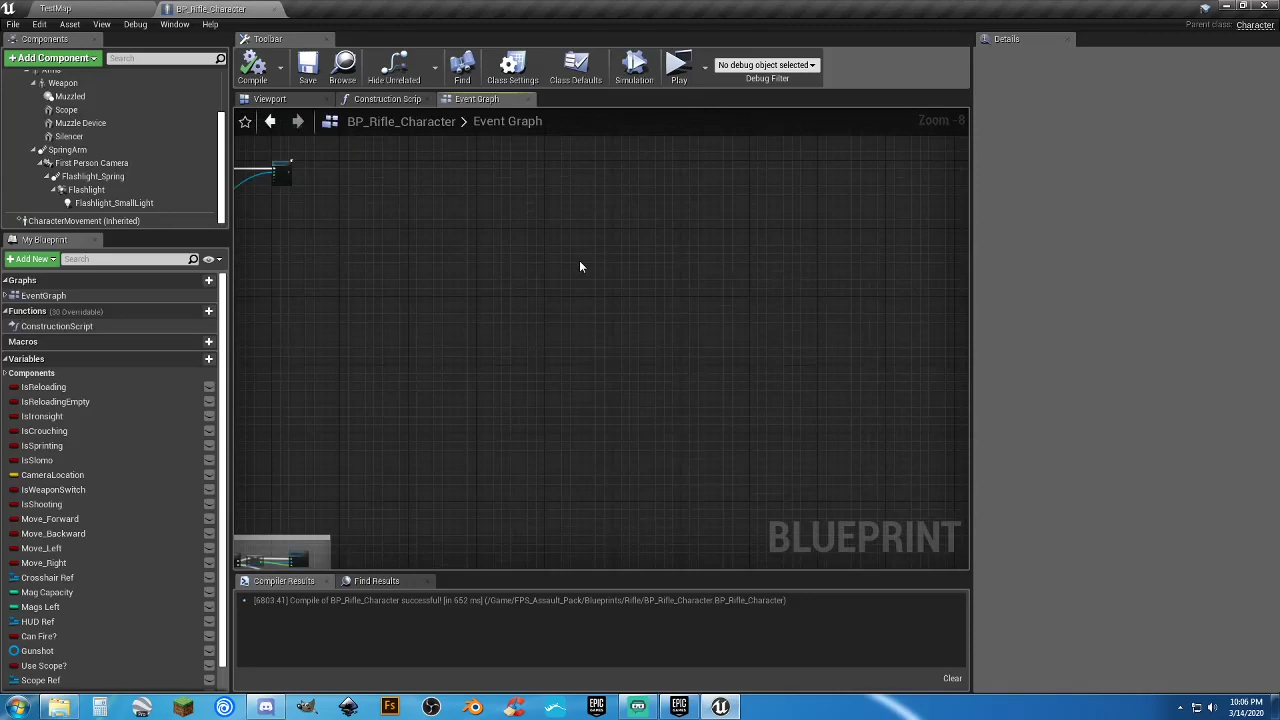 TestMap
BP_Rifle_Character
File Edit Asset View Debug Window Help
Parent class: Character
Components
Toolbar
Details
+Add Component
Search
Compile
Save
Browse
Hide Unrelated
Find
Class Settings
Class Defaults
Simulation
Play
No debug object selected
Debug Filter
Arms
Weapon
Muzzled
Scope
Muzzle Device
Silencer
SpringArm
First Person Camera
Flashlight_Spring
Flashlight
Flashlight_SmallLight
CharacterMovement (Inherited)
Viewport
Construction Scrip
Event Graph
BP_Rifle_Character > Event Graph
Zoom -8
My Blueprint
+Add New
Search
Graphs
EventGraph
Functions (30 Overridable)
ConstructionScript
Macros
Variables
Components
IsReloading
IsReloadingEmpty
IsIronsight
IsCrouching
IsSprinting
IsSlomo
CameraLocation
IsWeaponSwitch
IsShooting
Move_Forward
Move_Backward
Move_Left
Move_Right
Crosshair Ref
Mag Capacity
Mags Left
HUD Ref
Can Fire?
Gunshot
Use Scope?
Scope Ref
BLUEPRINT
Compiler Results
Find Results
[6803.41] Compile of BP_Rifle_Character successful! [in 652 ms] (/Game/FPS_Assault_Pack/Blueprints/Rifle/BP_Rifle_Character.BP_Rifle_Character)
Clear
Fs
EPIC GAMES
EPIC GAMES
10:06 PM
3/14/2020